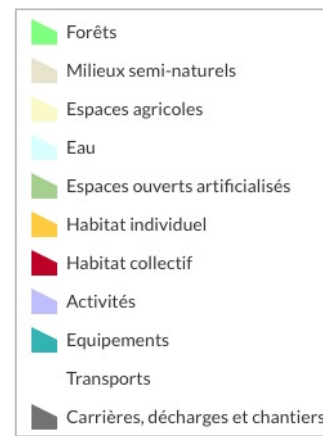 Forêts
Milieux semi-naturels
Espaces agricoles
Eau
Espaces ouverts artificialisés
Habitat individuel
Habitat collectif
Activités
Equipements
Transports
Carrières, décharges et chantiers